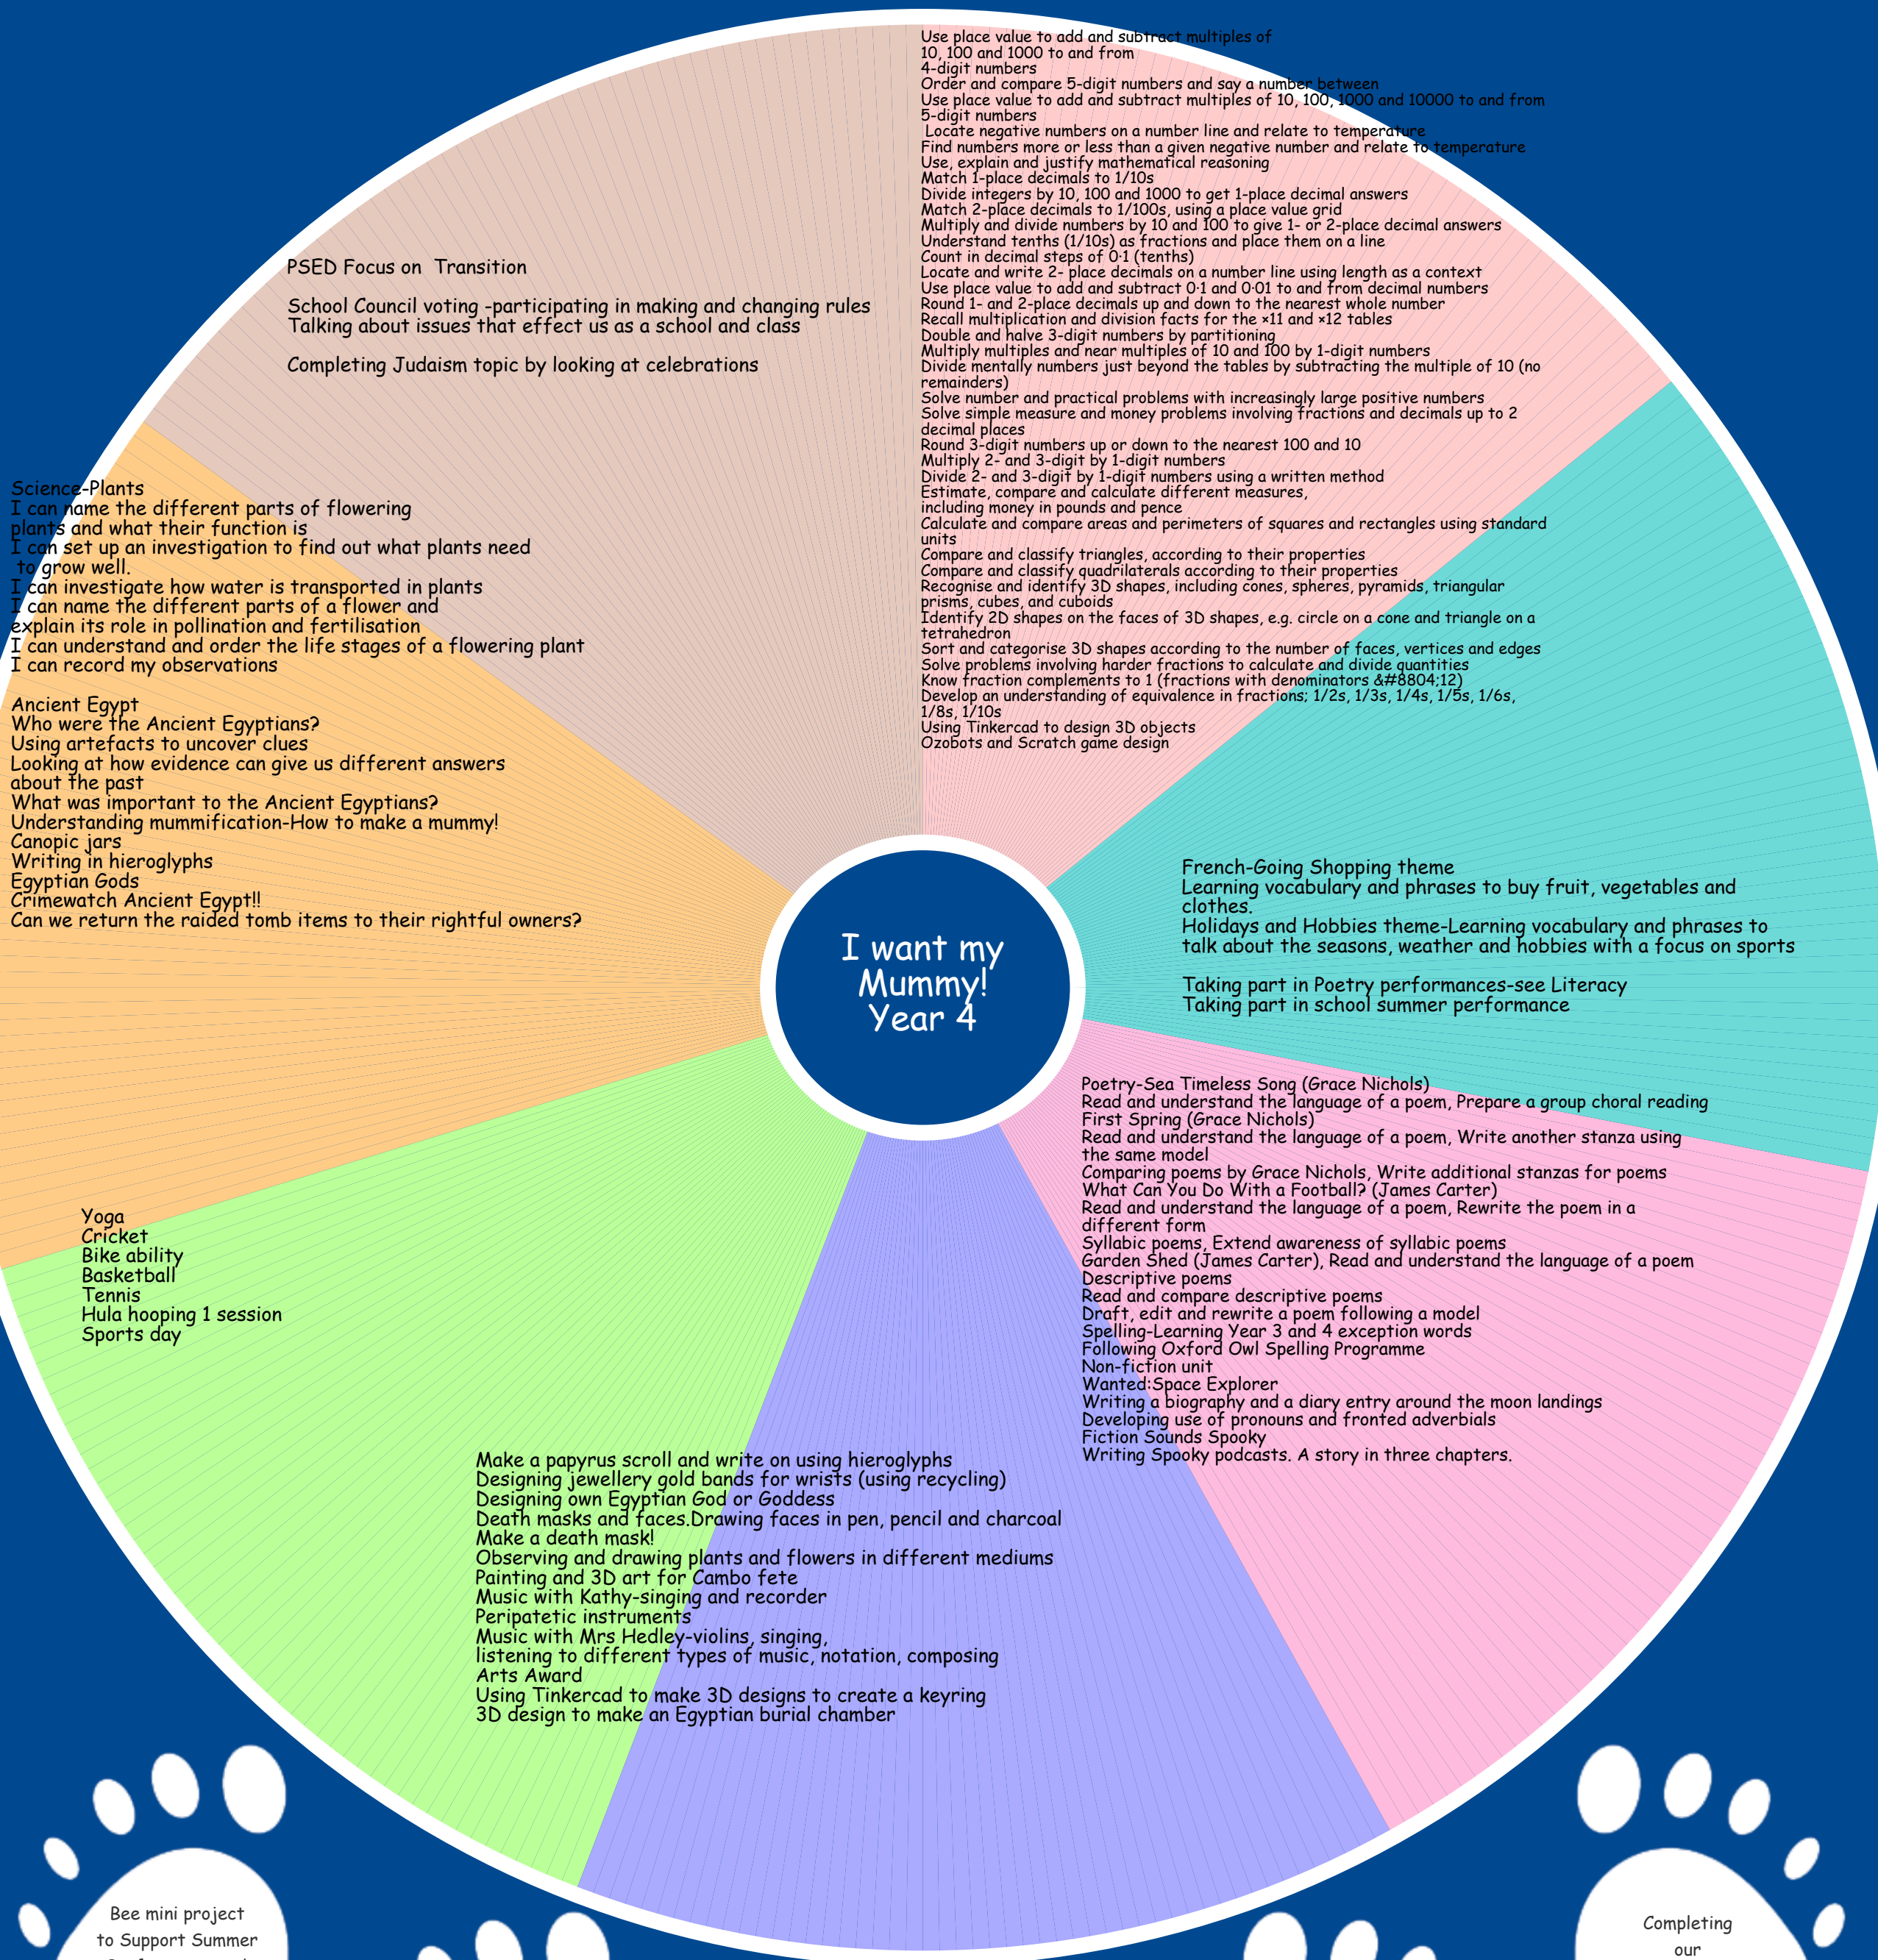 Use place value to add and subtract multiples of
10, 100 and 1000 to and from
4-digit numbers
Order and compare 5-digit numbers and say a number between
Use place value to add and subtract multiples of 10, 100, 1000 and 10000 to and from
5-digit numbers
Locate negative numbers on a number line and relate to temperature
Find numbers more or less than a given negative number and relate to temperature
Use, explain and justify mathematical reasoning
Match 1-place decimals to 1/10s
Divide integers by 10, 100 and 1000 to get 1-place decimal answers
Match 2-place decimals to 1/100s, using a place value grid
Multiply and divide numbers by 10 and 100 to give 1- or 2-place decimal answers
Understand tenths (1/10s) as fractions and place them on a line
Count in decimal steps of 0·1 (tenths)
Locate and write 2- place decimals on a number line using length as a context
Use place value to add and subtract 0·1 and 0·01 to and from decimal numbers
Round 1- and 2-place decimals up and down to the nearest whole number
Recall multiplication and division facts for the ×11 and ×12 tables
Double and halve 3-digit numbers by partitioning
Multiply multiples and near multiples of 10 and 100 by 1-digit numbers
Divide mentally numbers just beyond the tables by subtracting the multiple of 10 (no
remainders)
Solve number and practical problems with increasingly large positive numbers
Solve simple measure and money problems involving fractions and decimals up to 2
decimal places
Round 3-digit numbers up or down to the nearest 100 and 10
Multiply 2- and 3-digit by 1-digit numbers
Divide 2- and 3-digit by 1-digit numbers using a written method
Estimate, compare and calculate different measures,
including money in pounds and pence
Calculate and compare areas and perimeters of squares and rectangles using standard
units
Compare and classify triangles, according to their properties
Compare and classify quadrilaterals according to their properties
Recognise and identify 3D shapes, including cones, spheres, pyramids, triangular
prisms, cubes, and cuboids
Identify 2D shapes on the faces of 3D shapes, e.g. circle on a cone and triangle on a
tetrahedron
Sort and categorise 3D shapes according to the number of faces, vertices and edges
Solve problems involving harder fractions to calculate and divide quantities
Know fraction complements to 1 (fractions with denominators &#8804;12)
Develop an understanding of equivalence in fractions; 1/2s, 1/3s, 1/4s, 1/5s, 1/6s,
1/8s, 1/10s
Using Tinkercad to design 3D objects
Ozobots and Scratch game design
PSED Focus on  Transition
School Council voting -participating in making and changing rules
Talking about issues that effect us as a school and class
Completing Judaism topic by looking at celebrations
Science-Plants
I can name the different parts of flowering
plants and what their function is
I can set up an investigation to find out what plants need
to grow well.
I can investigate how water is transported in plants
I can name the different parts of a flower and
explain its role in pollination and fertilisation
I can understand and order the life stages of a flowering plant
I can record my observations
Ancient Egypt
Who were the Ancient Egyptians?
Using artefacts to uncover clues
Looking at how evidence can give us different answers
about the past
What was important to the Ancient Egyptians?
Understanding mummification-How to make a mummy!
Canopic jars
Writing in hieroglyphs
Egyptian Gods
Crimewatch Ancient Egypt!!
Can we return the raided tomb items to their rightful owners?
French-Going Shopping theme
Learning vocabulary and phrases to buy fruit, vegetables and
clothes.
Holidays and Hobbies theme-Learning vocabulary and phrases to
talk about the seasons, weather and hobbies with a focus on sports
Taking part in Poetry performances-see Literacy
Taking part in school summer performance
I want my
Mummy!
Year 4
Poetry-Sea Timeless Song (Grace Nichols)
Read and understand the language of a poem, Prepare a group choral reading
First Spring (Grace Nichols)
Read and understand the language of a poem, Write another stanza using
the same model
Comparing poems by Grace Nichols, Write additional stanzas for poems
What Can You Do With a Football? (James Carter)
Read and understand the language of a poem, Rewrite the poem in a
different form
Syllabic poems, Extend awareness of syllabic poems
Garden Shed (James Carter), Read and understand the language of a poem
Descriptive poems
Read and compare descriptive poems
Draft, edit and rewrite a poem following a model
Spelling-Learning Year 3 and 4 exception words
Following Oxford Owl Spelling Programme
Non-fiction unit
Wanted:Space Explorer
Writing a biography and a diary entry around the moon landings
Developing use of pronouns and fronted adverbials
Fiction Sounds Spooky
Writing Spooky podcasts. A story in three chapters.
Yoga
Cricket
Bike ability
Basketball
Tennis
Hula hooping 1 session
Sports day
Make a papyrus scroll and write on using hieroglyphs
Designing jewellery gold bands for wrists (using recycling)
Designing own Egyptian God or Goddess
Death masks and faces.Drawing faces in pen, pencil and charcoal
Make a death mask!
Observing and drawing plants and flowers in different mediums
Painting and 3D art for Cambo fete
Music with Kathy-singing and recorder
Peripatetic instruments
Music with Mrs Hedley-violins, singing,
listening to different types of music, notation, composing
Arts Award
Using Tinkercad to make 3D designs to create a keyring
3D design to make an Egyptian burial chamber
Bee mini project
to Support Summer
Completing
our